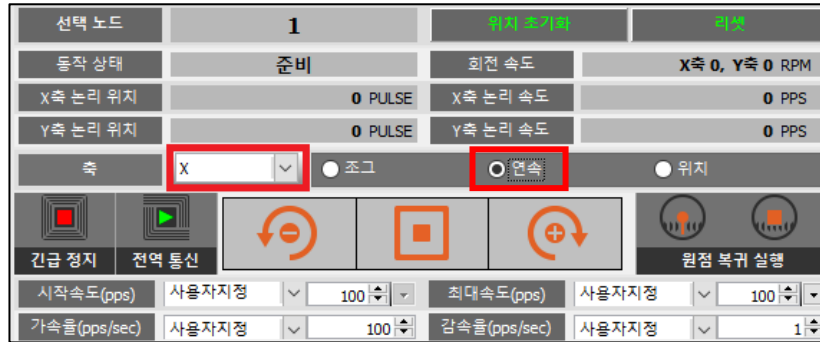 선택 노드 1 위치 초기화 리셋
동작 상태 준비 회전 속도 X축 0, Y축 0 RPM
X축 논리 위치 0 PULSE X축 논리 속도 0 PPS
Y축 논리 위치 0 PULSE Y축 논리 속도 0 PPS
축 X 조그 연속 위치
긴급 정지 전역 통신 원점 복귀 실행
시작속도(pps) 사용자지정 100 최대속도(pps) 사용자지정 100
가속율(pps/sec) 사용자지정 100 감속율(pps/sec) 사용자지정 1